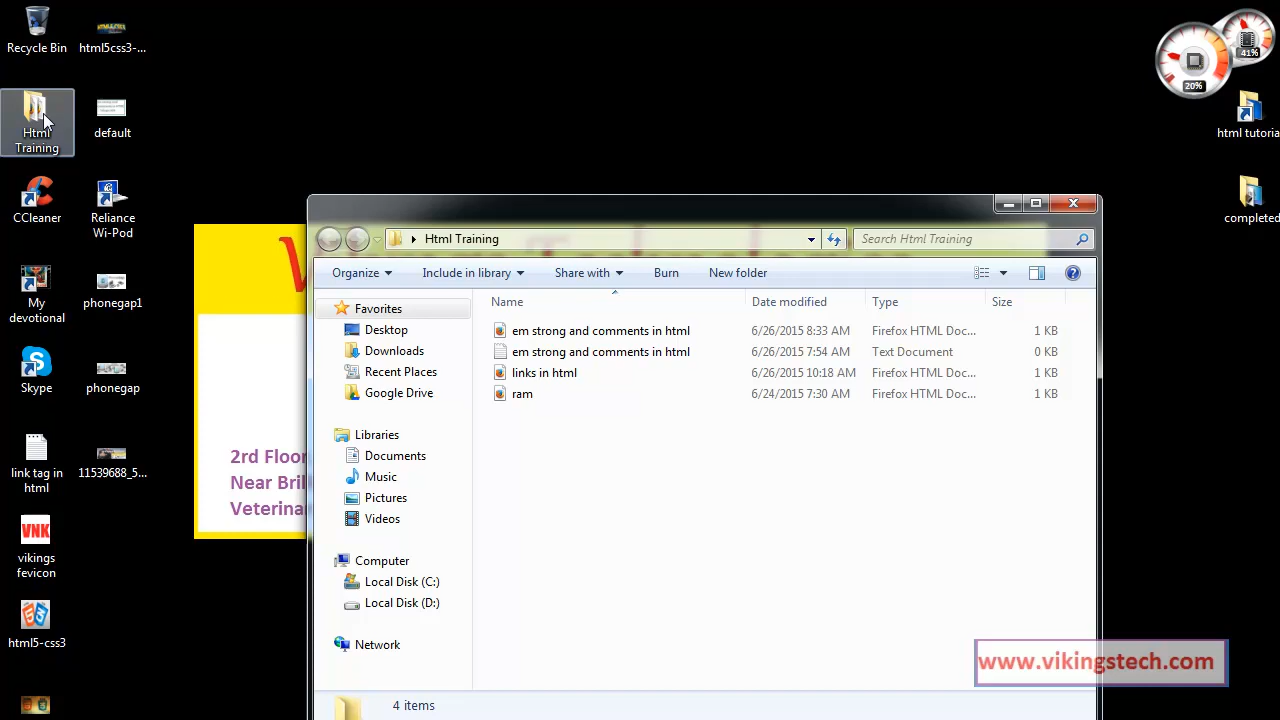 Recycle Bin
html5css3-...
Html
Training
default
CCleaner
Reliance
Wi-Pod
My
devotional
phonegap1
Skype
phonegap
link tag in
html
11539688_5...
VNK
vikings
fevicon
html5-css3
2rd Floor
Near Bril
Veterina
Html Training
Search Html Training
Organize
Include in library
Share with
Burn
New folder
Favorites
Desktop
Downloads
Recent Places
Google Drive
Libraries
Documents
Music
Pictures
Videos
Computer
Local Disk (C:)
Local Disk (D:)
Network
Name Date modified Type Size
em strong and comments in html 6/26/2015 8:33 AM Firefox HTML Doc... 1 KB
em strong and comments in html 6/26/2015 7:54 AM Text Document 0 KB
links in html 6/26/2015 10:18 AM Firefox HTML Doc... 1 KB
ram 6/24/2015 7:30 AM Firefox HTML Doc... 1 KB
4 items
www.vikingstech.com
41%
20%
html tutoria
completed